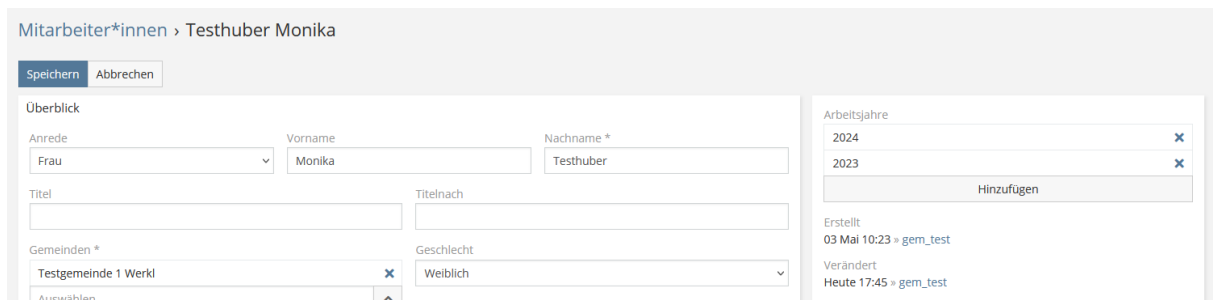 Mitarbeiter*innen › Testhuber Monika
Speichern Abbrechen
Überblick
Anrede Vorname Nachname *
Frau Monika Testhuber
Titel Titelnach
Gemeinden * Geschlecht
Testgemeinde 1 Werkl Weiblich
Auswählen
Arbeitsjahre
2024
2023
Hinzufügen
Erstellt
03 Mai 10:23 » gem_test
Verändert
Heute 17:45 » gem_test